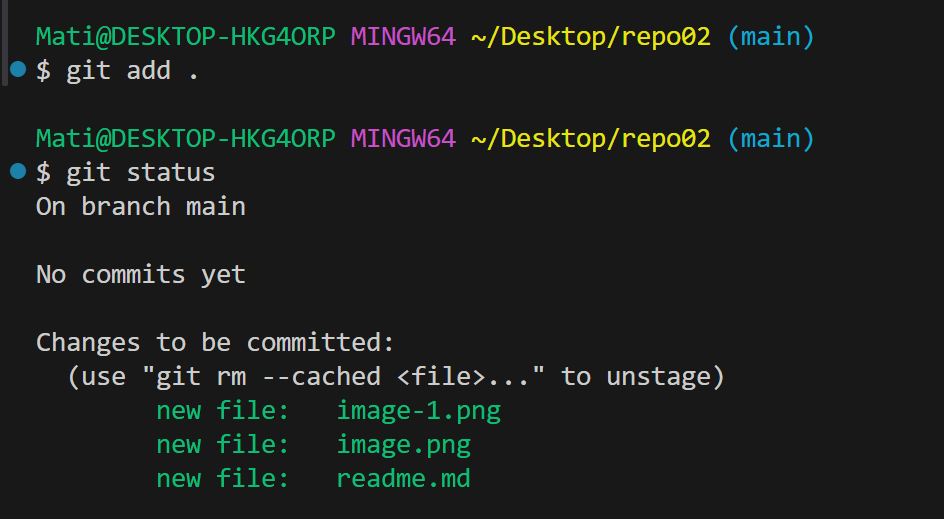 Mati@DESKTOP-HKG4ORP MINGW64 ~/Desktop/repo02 (main)
$ git add .
Mati@DESKTOP-HKG4ORP MINGW64 ~/Desktop/repo02 (main)
$ git status
On branch main
No commits yet
Changes to be committed:
  (use "git rm --cached <file>..." to unstage)
        new file:   image-1.png
        new file:   image.png
        new file:   readme.md